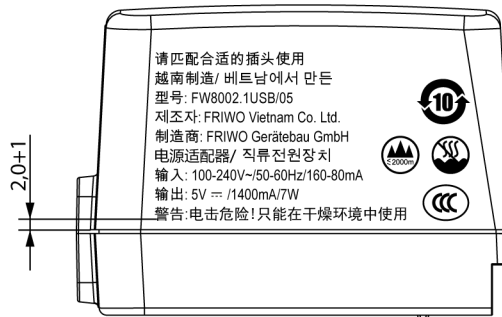 请匹配合适的插头使用
越南制造/ 베트남에서 만든
型号: FW8002.1USB/05
제조자: FRIWO Vietnam Co. Ltd.
制造商: FRIWO Gerätebau GmbH
电源适配器/ 직류전원장치
输入: 100-240V~/50-60Hz/160-80mA
输出: 5V ⎓ /1400mA/7W
警告:电击危险!只能在干燥环境中使用
10
≤2000m
CCC
2,0+1